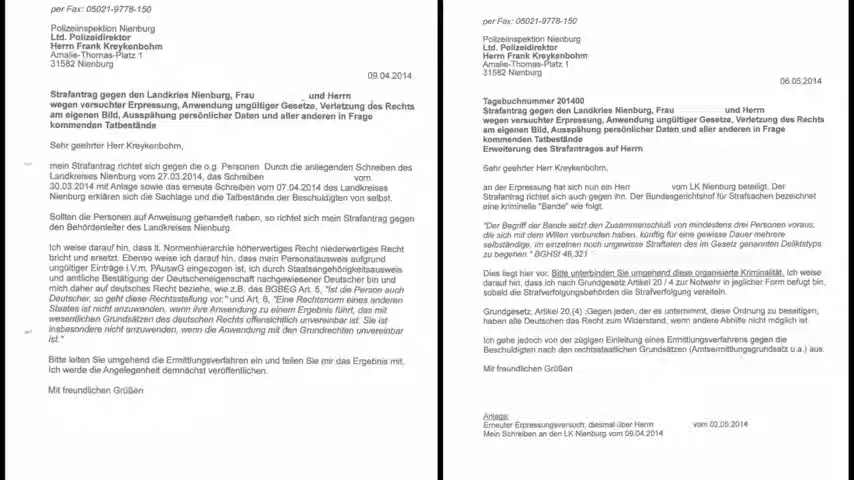 per Fax: 05021-9778-150
Polizeiinspektion Nienburg
Ltd. Polizeidirektor
Herrn Frank Kreykenbohm
Amalie-Thomas-Platz 1
31582 Nienburg
09.04.2014
Strafantrag gegen den Landkries Nienburg, Frau und Herrn
wegen versuchter Erpressung, Anwendung ungültiger Gesetze, Verletzung des Rechts
am eigenen Bild, Ausspähung persönlicher Daten und aller anderen in Frage
kommenden Tatbestände
Sehr geehrter Herr Kreykenbohm,
mein Strafantrag richtet sich gegen die o.g. Personen Durch die anliegenden Schreiben des
Landkreises Nienburg vom 27.03.2014, das Schreiben vom
30.03.2014 mit Anlage sowie das erneute Schreiben vom 07.04.2014 des Landkreises
Nienburg erklären sich die Sachlage und die Tatbestände der Beschuldigten von selbst.
Sollten die Personen auf Anweisung gehandelt haben, so richtet sich mein Strafantrag gegen
den Behördenleiter des Landkreises Nienburg.
Ich weise darauf hin, dass lt. Normenhierarchie höherwertiges Recht niederwertiges Recht
bricht und ersetzt. Ebenso weise ich darauf hin, dass mein Personalausweis aufgrund
ungültiger Einträge i.V.m. PAuswG eingezogen ist, ich durch Staatsangehörigkeitsausweis
und amtliche Bestätigung der Deutscheneigenschaft nachgewiesener Deutscher bin und
mich daher auf deutsches Recht beziehe, wie z.B. das BGBEG Art. 5, "Ist die Person auch
Deutscher, so geht diese Rechtsstellung vor." und Art. 6, "Eine Rechtsnorm eines anderen
Staates ist nicht anzuwenden, wenn ihre Anwendung zu einem Ergebnis führt, das mit
wesentlichen Grundsätzen des deutschen Rechts offensichtlich unvereinbar ist. Sie ist
insbesondere nicht anzuwenden, wenn die Anwendung mit den Grundrechten unvereinbar
ist."
Bitte leiten Sie umgehend die Ermittlungsverfahren ein und teilen Sie mir das Ergebnis mit.
Ich werde die Angelegenheit demnächst veröffentlichen.
Mit freundlichen Grüßen
per Fax: 05021-9778-150
Polizeiinspektion Nienburg
Ltd. Polizeidirektor
Herrn Frank Kreykenbohm
Amalie-Thomas-Platz 1
31582 Nienburg
06.05.2014
Tagebuchnummer 201400
Strafantrag gegen den Landkries Nienburg, Frau und Herrn
wegen versuchter Erpressung, Anwendung ungültiger Gesetze, Verletzung des Rechts
am eigenen Bild, Ausspähung persönlicher Daten und aller anderen in Frage
kommenden Tatbestände
Erweiterung des Strafantrages auf Herrn
Sehr geehrter Herr Kreykenbohm,
an der Erpressung hat sich nun ein Herr vom LK Nienburg beteiligt. Der
Strafantrag richtet sich auch gegen ihn. Der Bundesgerichtshof für Strafsachen bezeichnet
eine kriminelle "Bande" wie folgt:
"Der Begriff der Bande setzt den Zusammenschluss von mindestens drei Personen voraus,
die sich mit dem Willen verbunden haben, künftig für eine gewisse Dauer mehrere
selbständige, im einzelnen noch ungewisse Straftaten des im Gesetz genannten Deliktstyps
zu begehen." BGHSt 46,321
Dies liegt hier vor. Bitte unterbinden Sie umgehend diese organisierte Kriminalität. Ich weise
darauf hin, dass ich nach Grundgesetz Artikel 20 / 4 zur Notwehr in jeglicher Form befugt bin,
sobald die Strafverfolgungsbehörden die Strafverfolgung vereiteln.
Grundgesetz, Artikel 20,(4) :Gegen jeden, der es unternimmt, diese Ordnung zu beseitigen,
haben alle Deutschen das Recht zum Widerstand, wenn andere Abhilfe nicht möglich ist.
Ich gehe jedoch von der zügigen Einleitung eines Ermittlungsverfahrens gegen die
Beschuldigten nach den rechtsstaatlichen Grundsätzen (Amtsermittlungsgrundsatz u.a.) aus.
Mit freundlichen Grüßen
Anlage:
Erneuter Erpressungsversuch, diesmal über Herrn vom 02.05.2014
Mein Schreiben an den LK Nienburg vom 09.04.2014